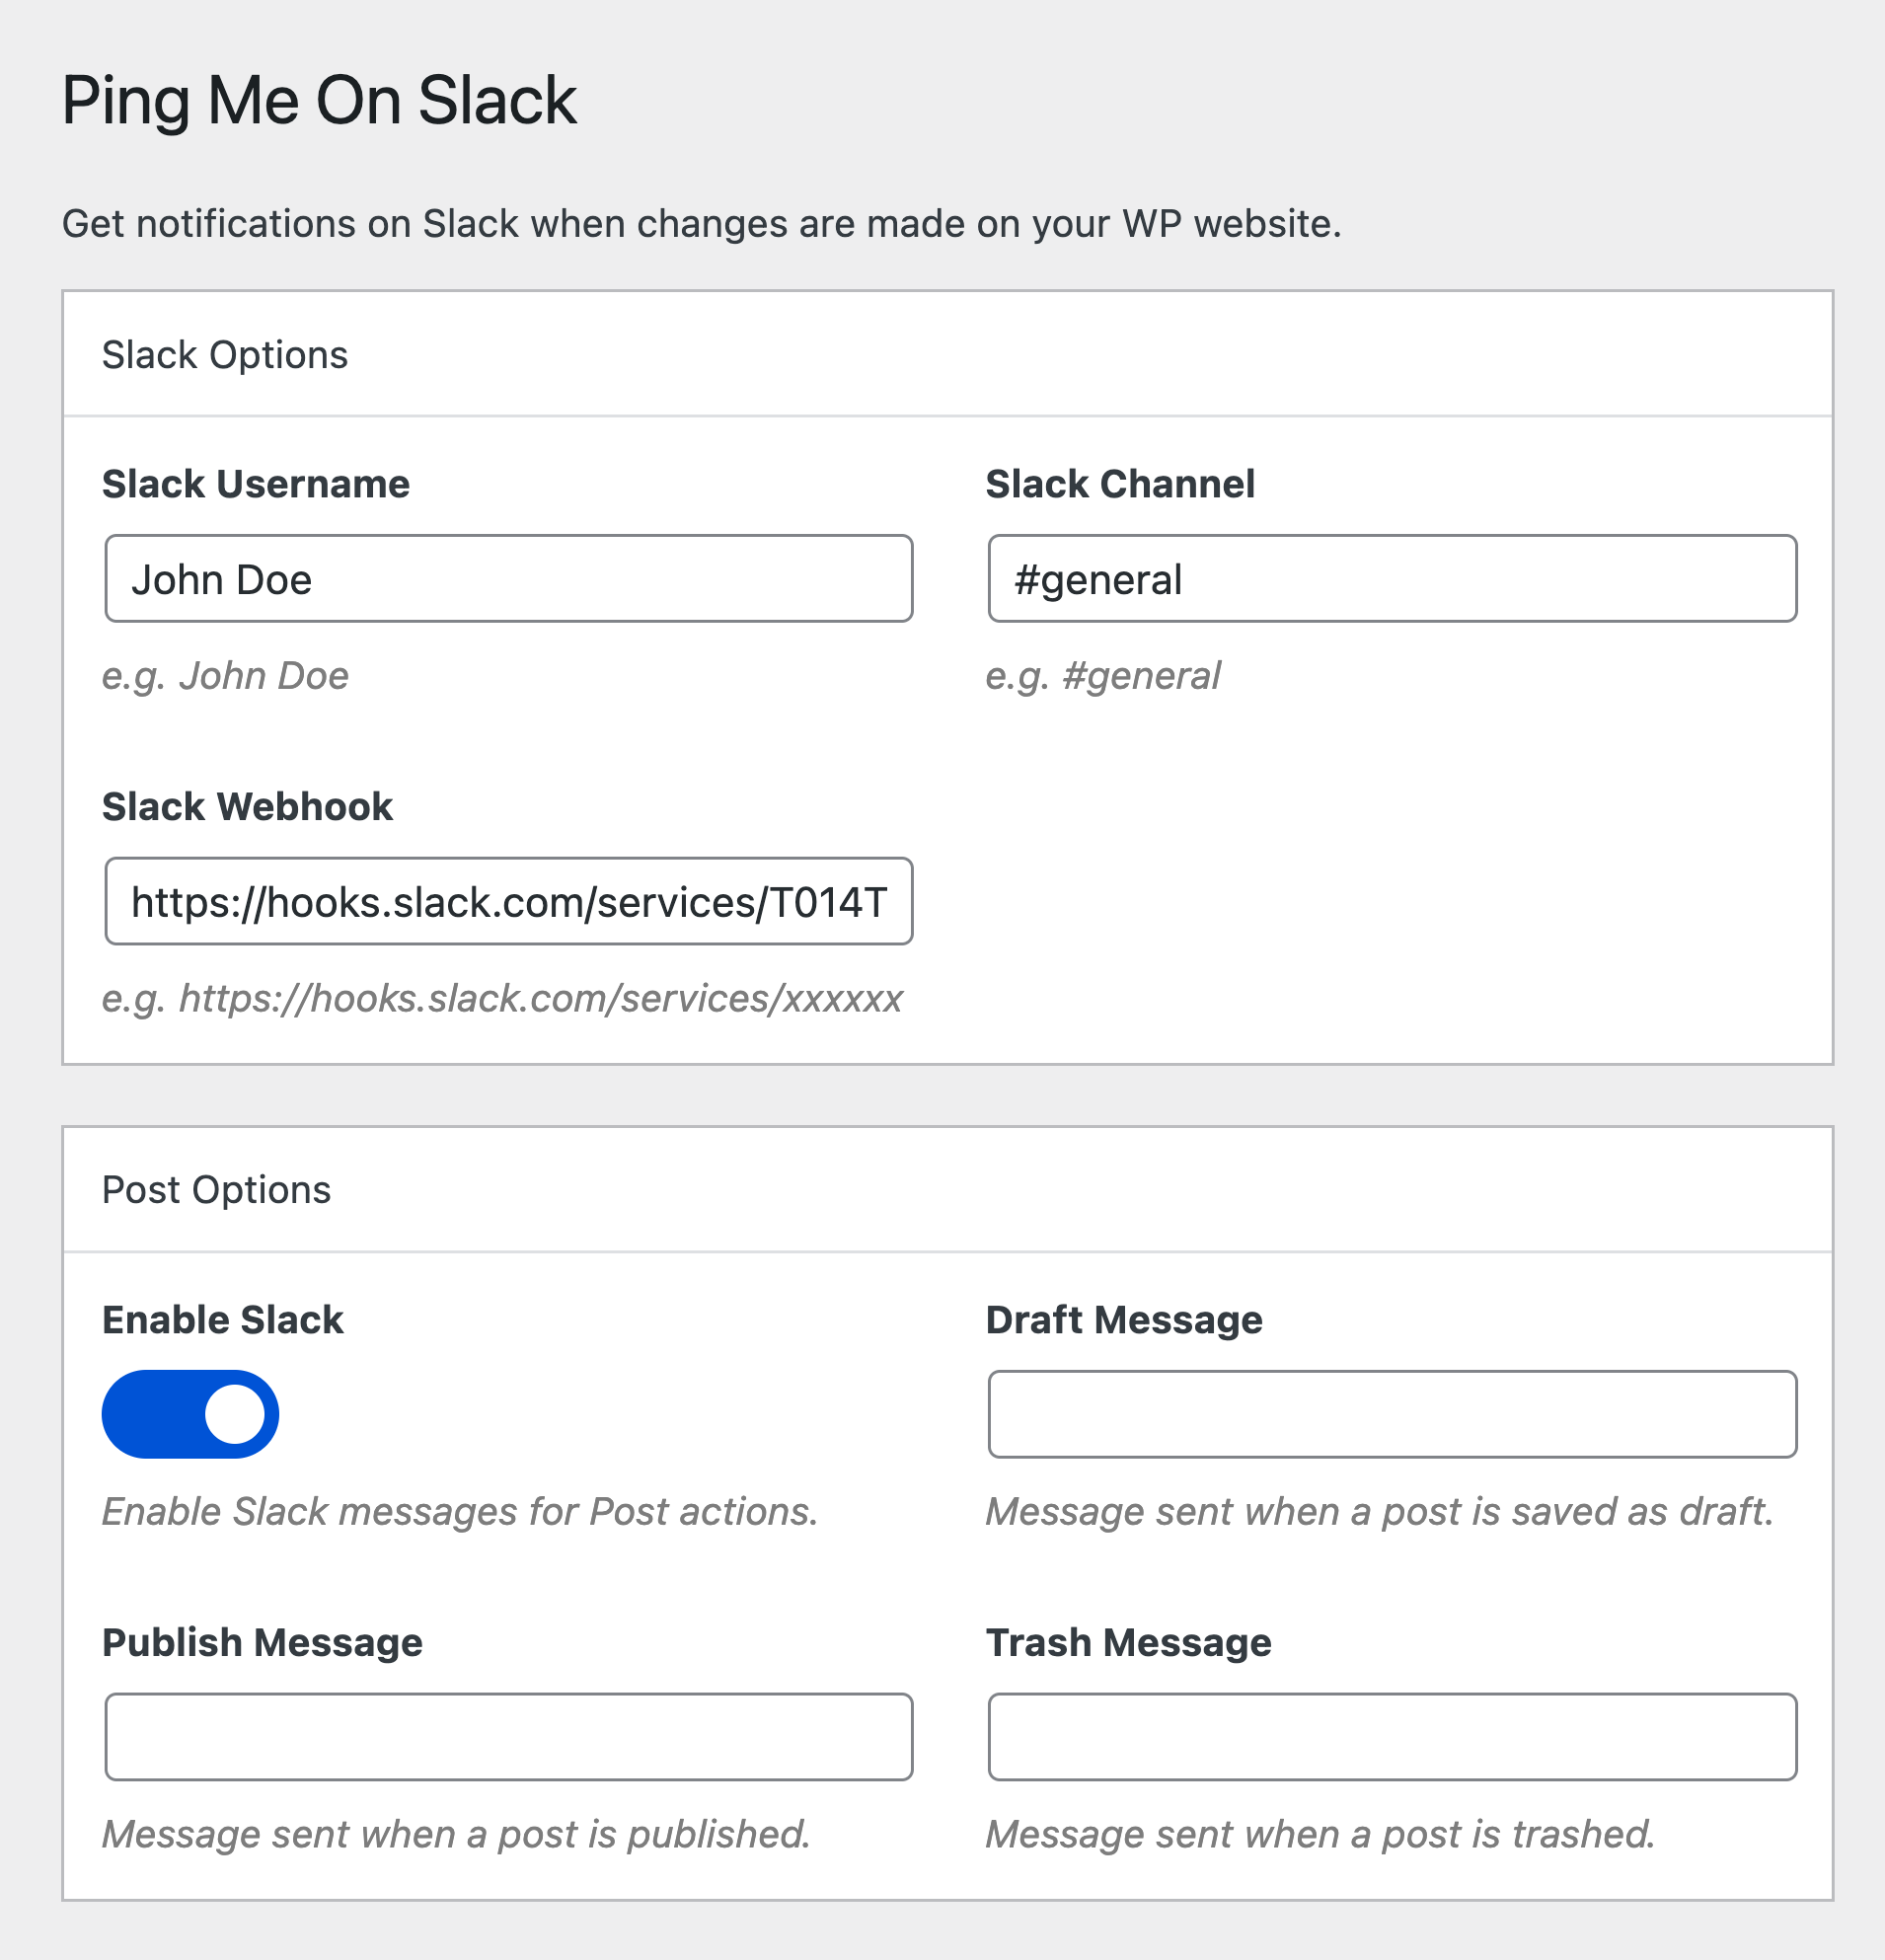 Ping Me On Slack
Get notifications on Slack when changes are made on your WP website.
Slack Options
Slack Username
John Doe
e.g. John Doe
Slack Channel
#general
e.g. #general
Slack Webhook
https://hooks.slack.com/services/T014T
e.g. https://hooks.slack.com/services/xxxxxx
Post Options
Enable Slack
Enable Slack messages for Post actions.
Draft Message
Message sent when a post is saved as draft.
Publish Message
Message sent when a post is published.
Trash Message
Message sent when a post is trashed.